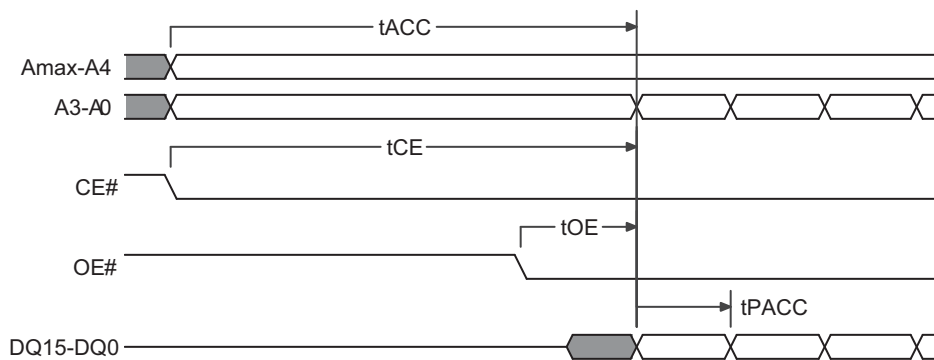 tACC
Amax-A4
A3-A0
tCE
CE#
tOE
OE#
tPACC
DQ15-DQ0